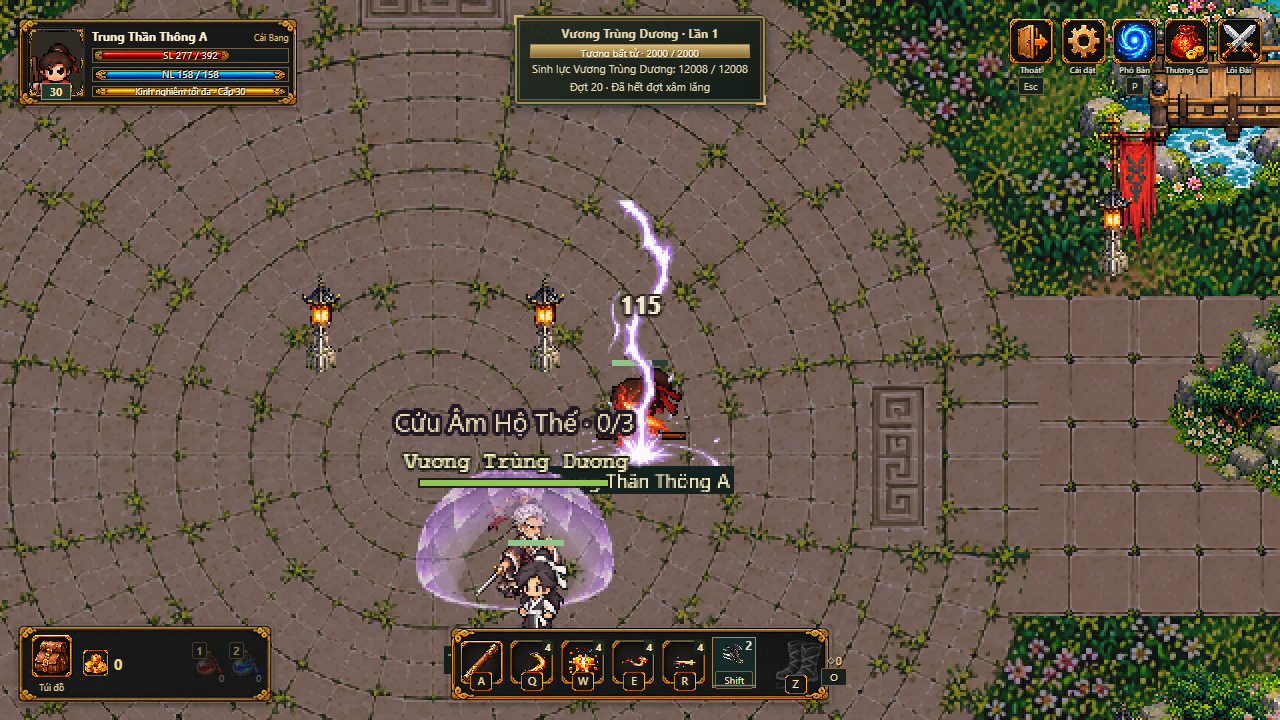 Trung Thần Thông A
Cái Bang
SL 277 / 392
NL 158 / 158
Kinh nghiệm tối đa · Cấp 30
30
Vương Trùng Dương · Lần 1
Tượng bất tử · 2000 / 2000
Sinh lực Vương Trùng Dương: 12008 / 12008
Đợt 20 · Đã hết đợt xâm lăng
Thoát
Cài đặt
Phó Bản
Thương Gia
Lôi Đài
Esc
P
115
Cửu Âm Hộ Thể · 0/3
Vương Trùng Dương
Thần Thông A
Túi đồ
0
1
0
2
0
A
4
Q
4
W
4
E
4
R
2
Shift
Z
0
O